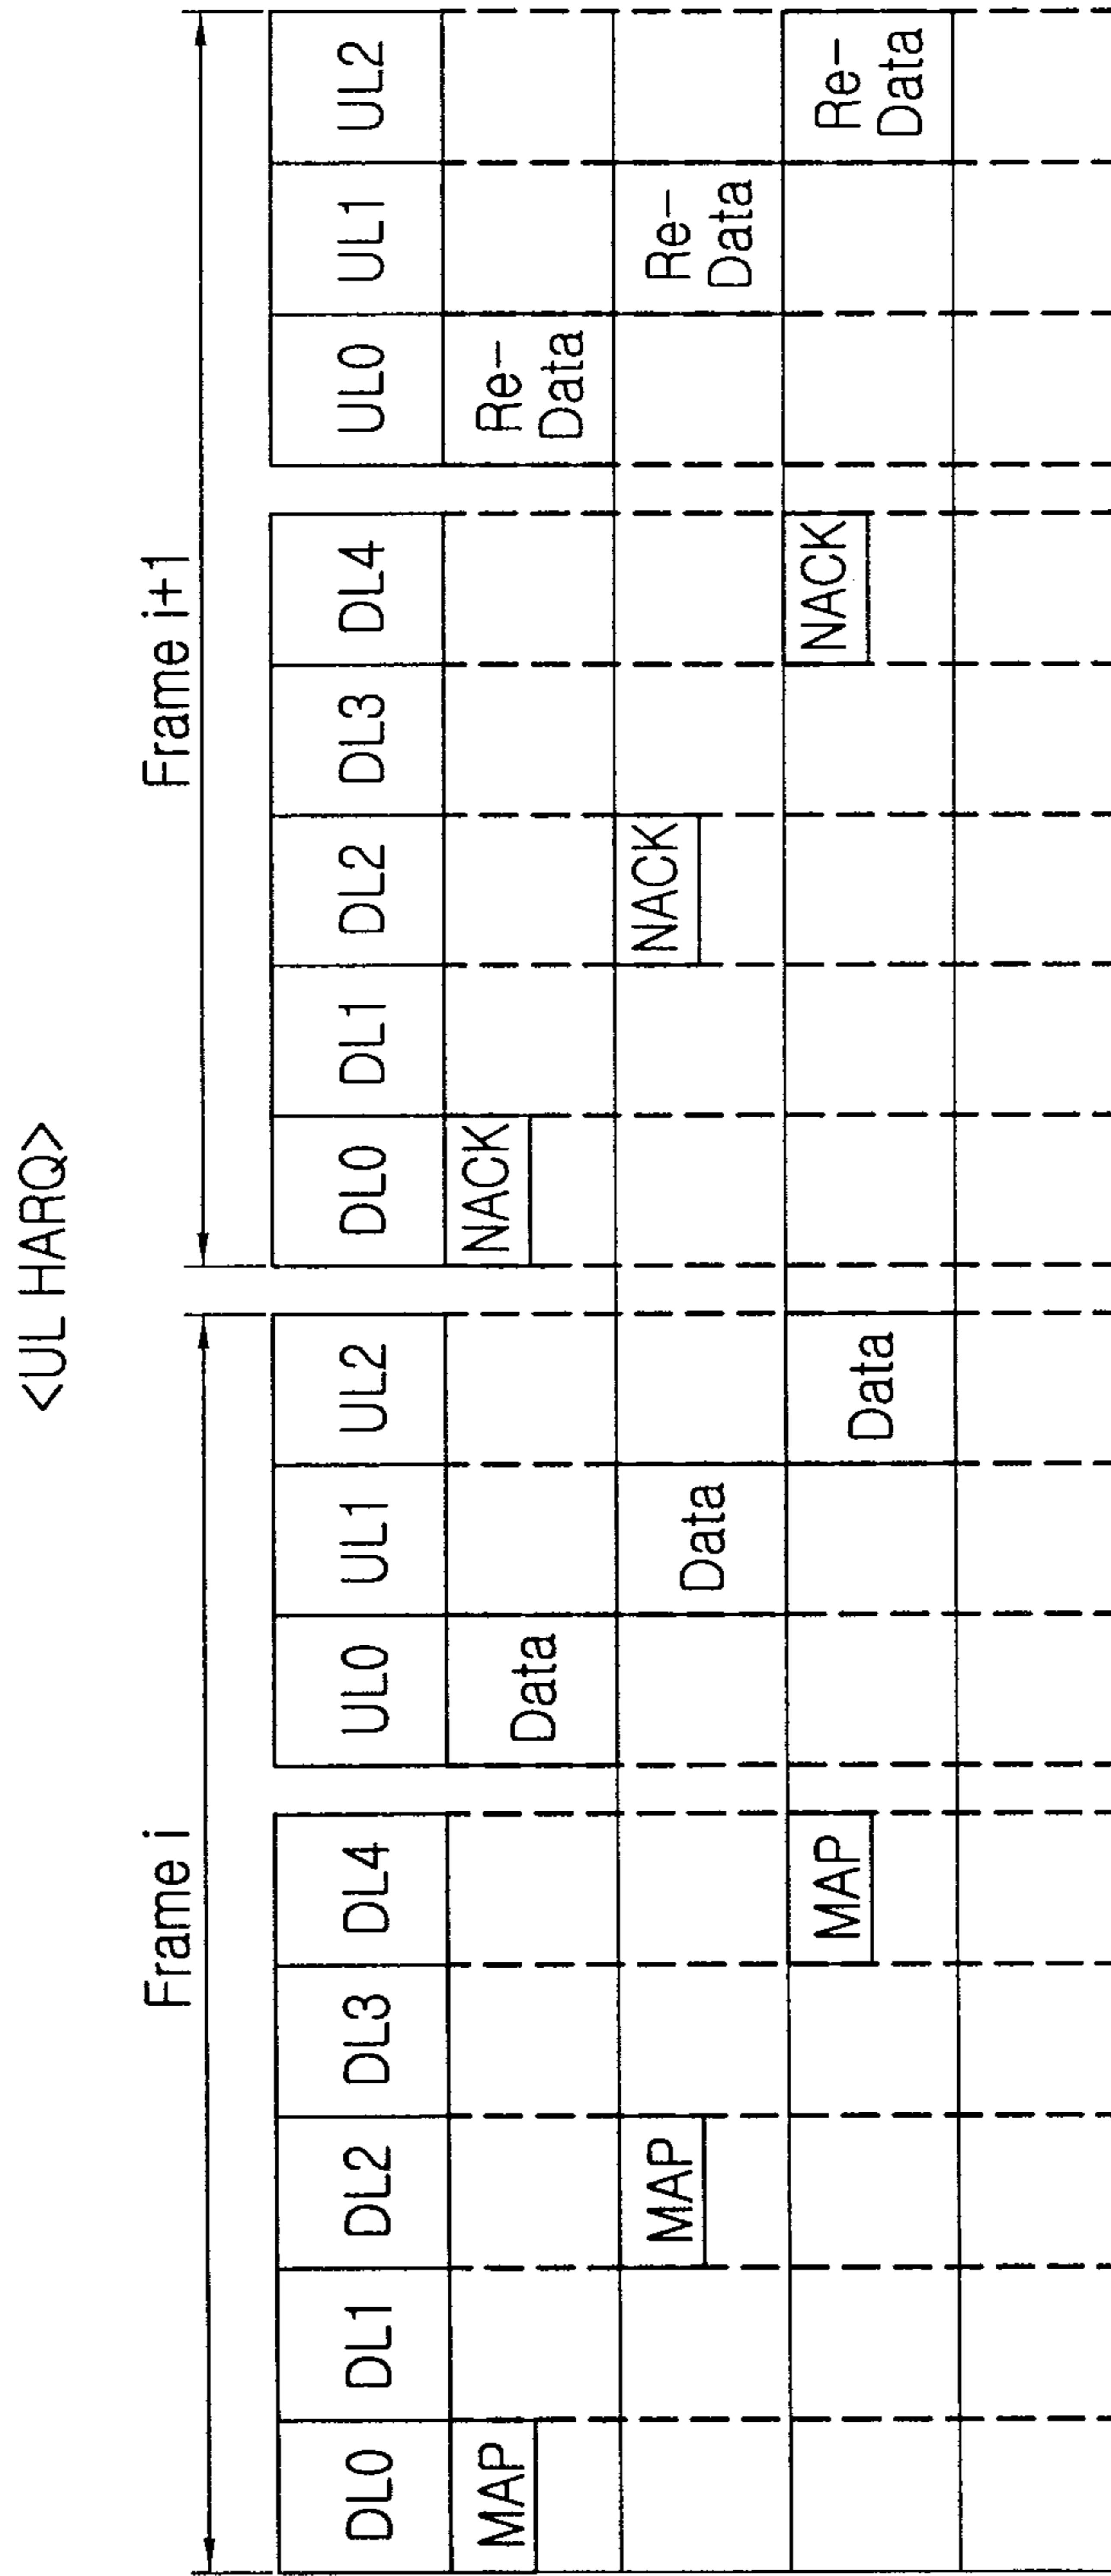 <UL HARQ>
Frame i
Frame i+1
DL0 DL1 DL2 DL3 DL4 UL0 UL1 UL2 DL0 DL1 DL2 DL3 DL4 UL0 UL1 UL2
MAP Data NACK Re-
Data
MAP Data NACK Re-
Data
MAP Data NACK Re-
Data